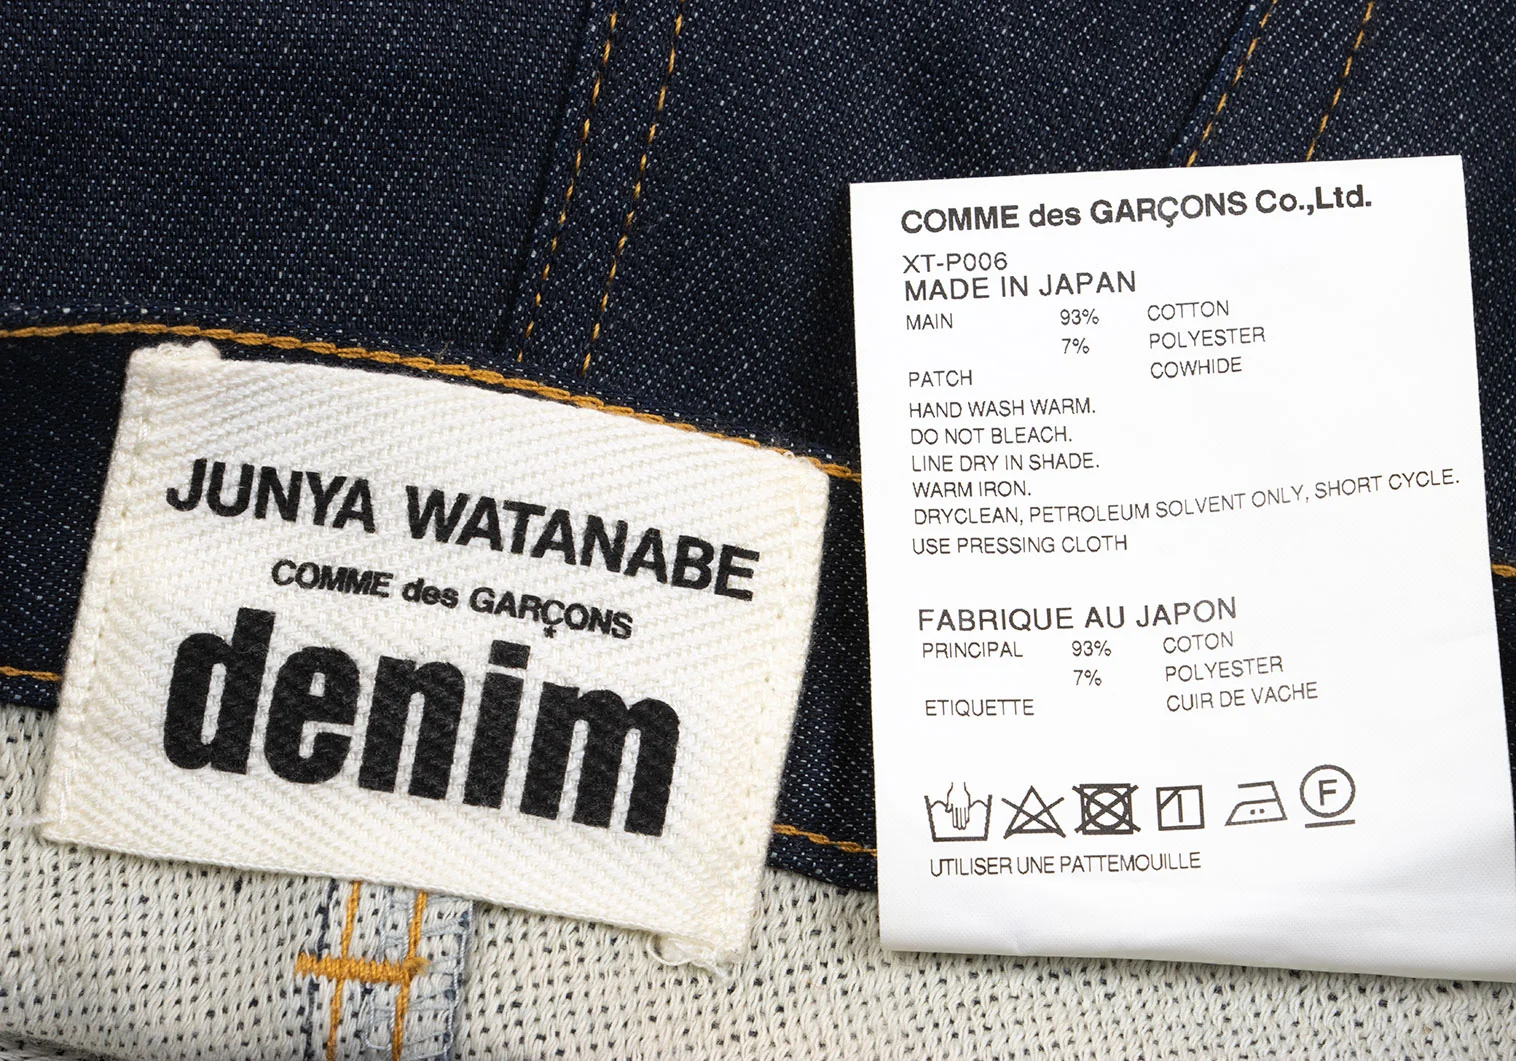 JUNYA WATANABE
COMME des GARÇONS
denim
COMME des GARÇONS Co.,Ltd.
XT-P006
MADE IN JAPAN
MAIN 93% COTTON
7% POLYESTER
PATCH COWHIDE
HAND WASH WARM.
DO NOT BLEACH.
LINE DRY IN SHADE.
WARM IRON.
DRYCLEAN, PETROLEUM SOLVENT ONLY, SHORT CYCLE.
USE PRESSING CLOTH
FABRIQUE AU JAPON
PRINCIPAL 93% COTON
7% POLYESTER
ETIQUETTE CUIR DE VACHE
F
UTILISER UNE PATTEMOUILLE